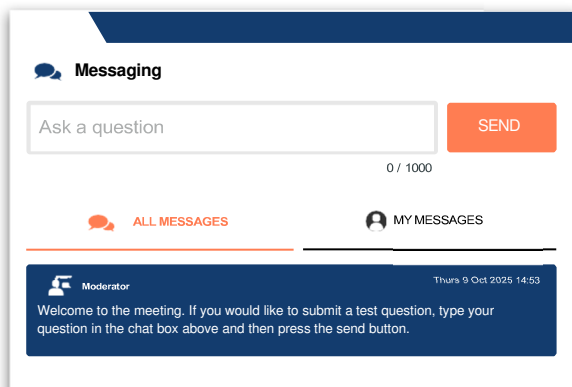 Messaging
Ask a question
SEND
0 / 1000
ALL MESSAGES
MY MESSAGES
Moderator
Thurs 9 Oct 2025 14:53
Welcome to the meeting. If you would like to submit a test question, type your
question in the chat box above and then press the send button.